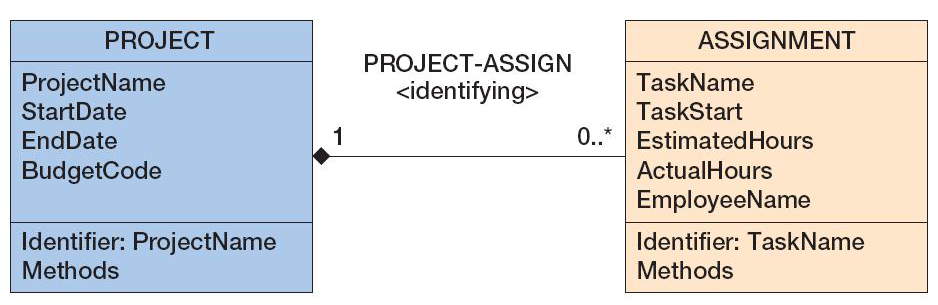 PROJECT
ProjectName
StartDate
EndDate
BudgetCode
Identifier: ProjectName
Methods
PROJECT-ASSIGN
<identifying>
1
0..*
ASSIGNMENT
TaskName
TaskStart
EstimatedHours
ActualHours
EmployeeName
Identifier: TaskName
Methods